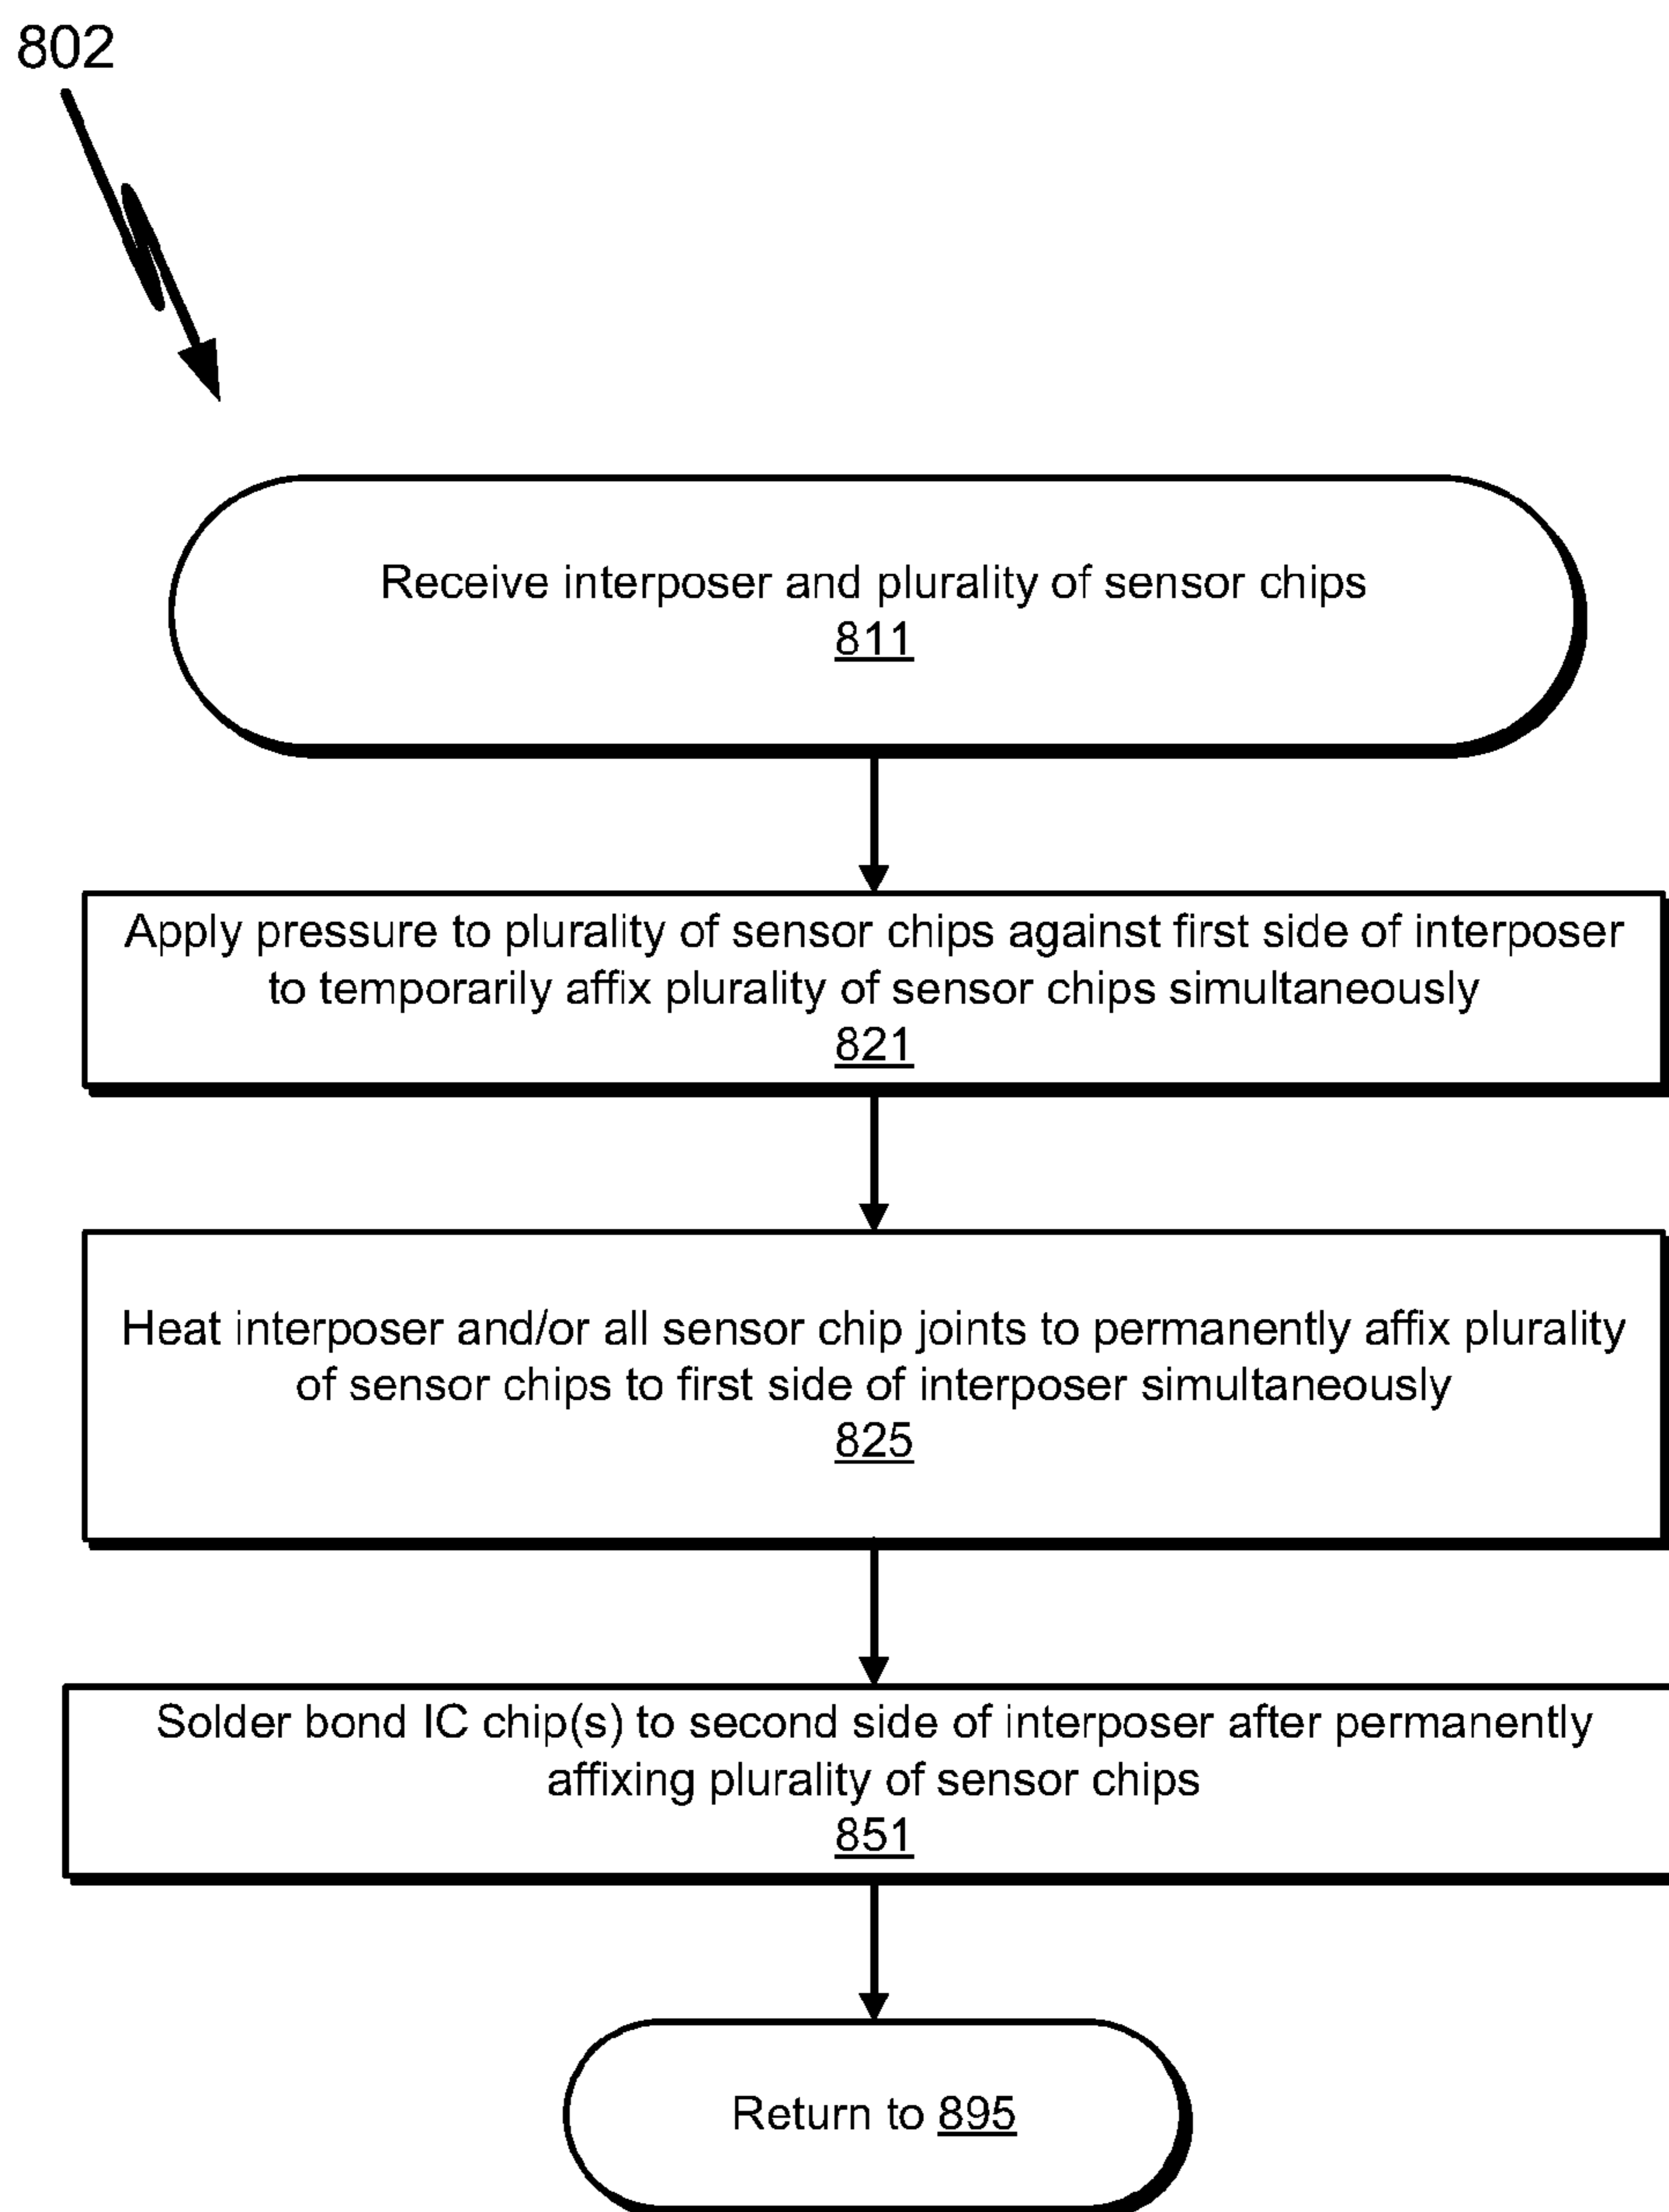 802
Receive interposer and plurality of sensor chips
811
Apply pressure to plurality of sensor chips against first side of interposer
to temporarily affix plurality of sensor chips simultaneously
821
Heat interposer and/or all sensor chip joints to permanently affix plurality
of sensor chips to first side of interposer simultaneously
825
Solder bond IC chip(s) to second side of interposer after permanently
affixing plurality of sensor chips
851
Return to 895